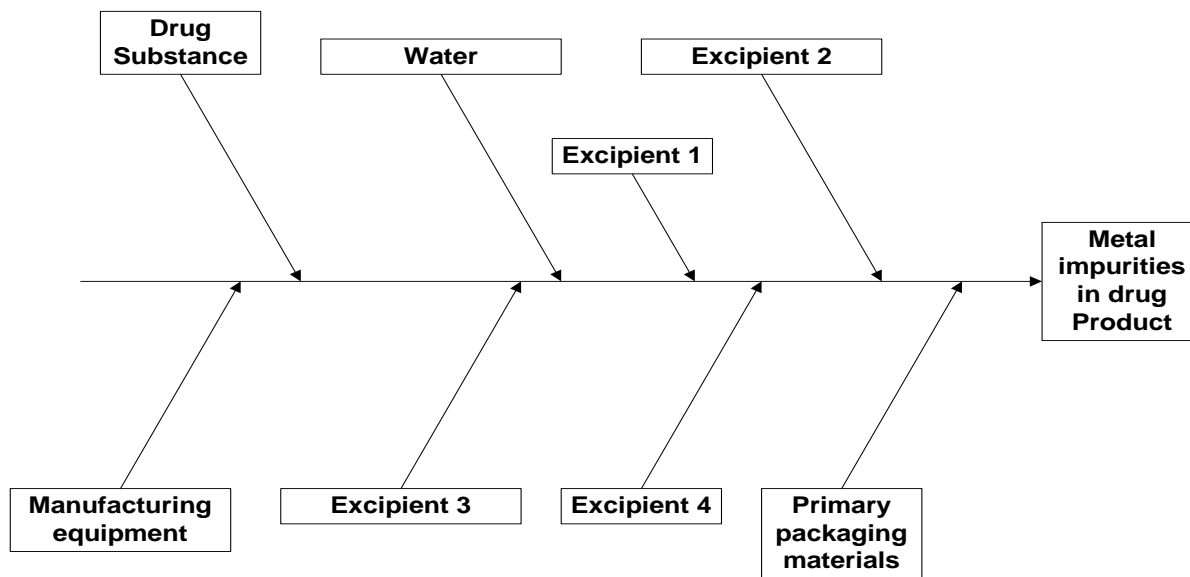 Drug
Substance
Water
Excipient 2
Excipient 1
Metal
impurities
in drug
Product
Manufacturing
equipment
Excipient 3
Excipient 4
Primary
packaging
materials